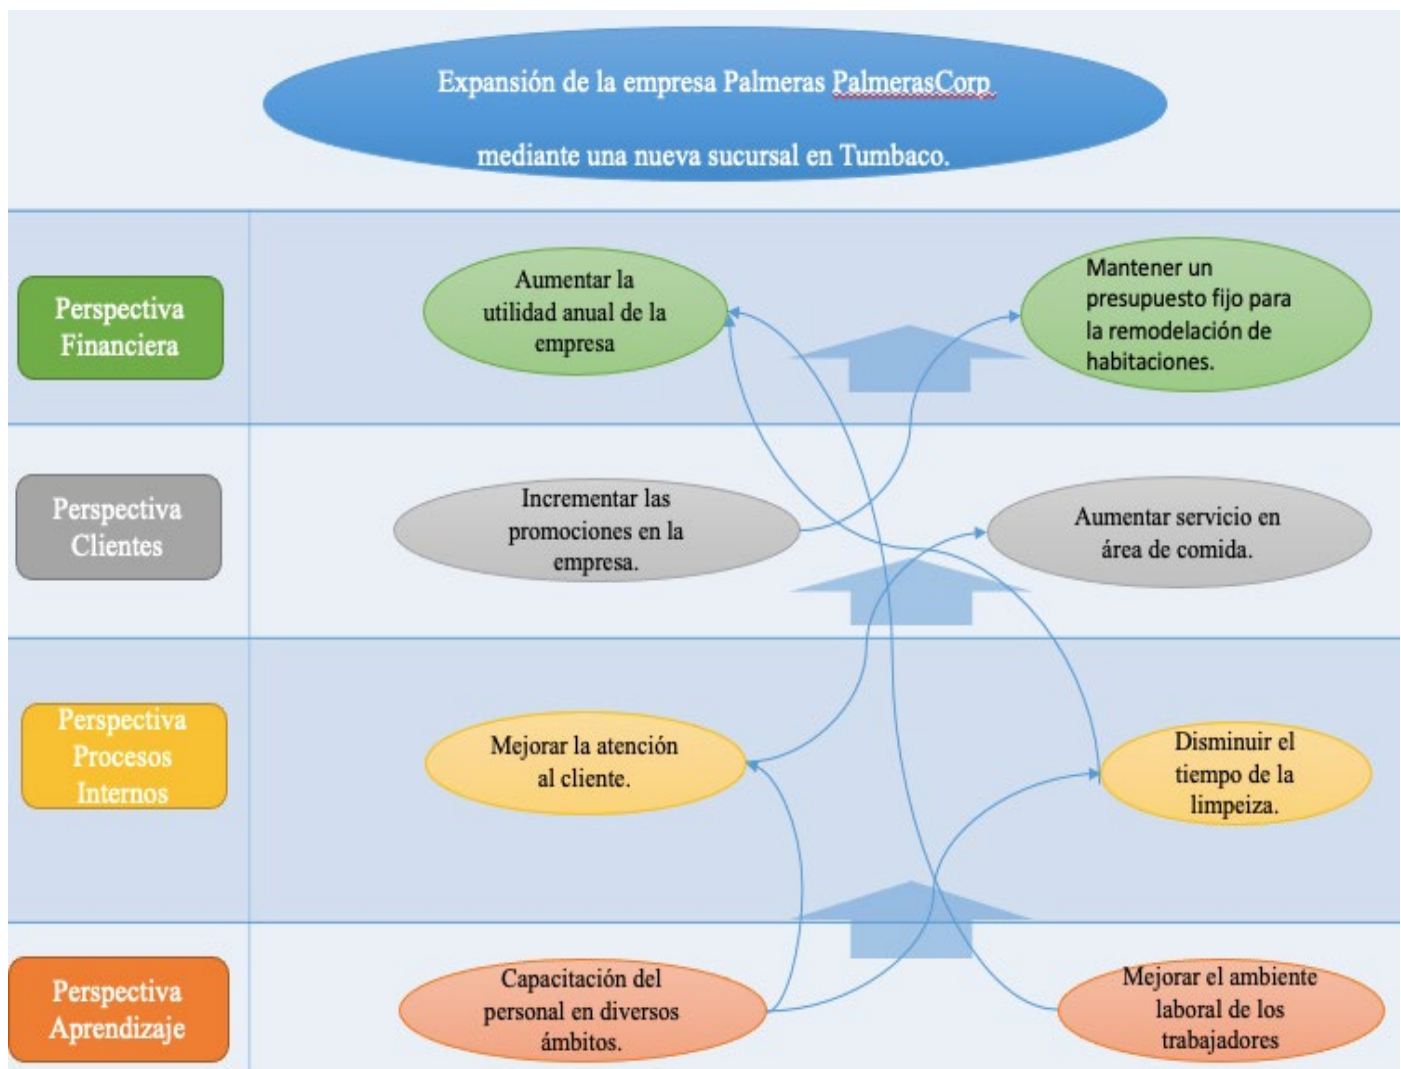 Expansión de la empresa Palmeras PalmerasCorp
mediante una nueva sucursal en Tumbaco.
Perspectiva
Financiera
Aumentar la
utilidad anual de la
empresa
Mantener un
presupuesto fijo para
la remodelación de
habitaciones.
Perspectiva
Clientes
Incrementar las
promociones en la
empresa.
Aumentar servicio en
área de comida.
Perspectiva
Procesos
Internos
Mejorar la atención
al cliente.
Disminuir el
tiempo de la
limpeiza.
Perspectiva
Aprendizaje
Capacitación del
personal en diversos
ámbitos.
Mejorar el ambiente
laboral de los
trabajadores